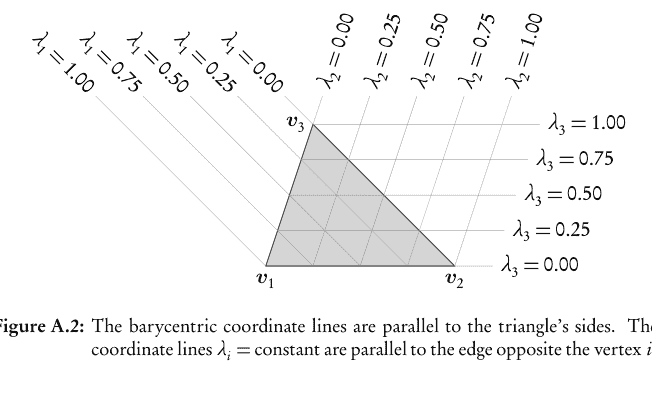 λ₁ = 1.00
λ₁ = 0.75
λ₁ = 0.50
λ₁ = 0.25
λ₁ = 0.00
λ₂ = 0.00
λ₂ = 0.25
λ₂ = 0.50
λ₂ = 0.75
λ₂ = 1.00
v₃
λ₃ = 1.00
λ₃ = 0.75
λ₃ = 0.50
λ₃ = 0.25
λ₃ = 0.00
v₁
v₂
Figure A.2: The barycentric coordinate lines are parallel to the triangle's sides. The
coordinate lines λᵢ = constant are parallel to the edge opposite the vertex i